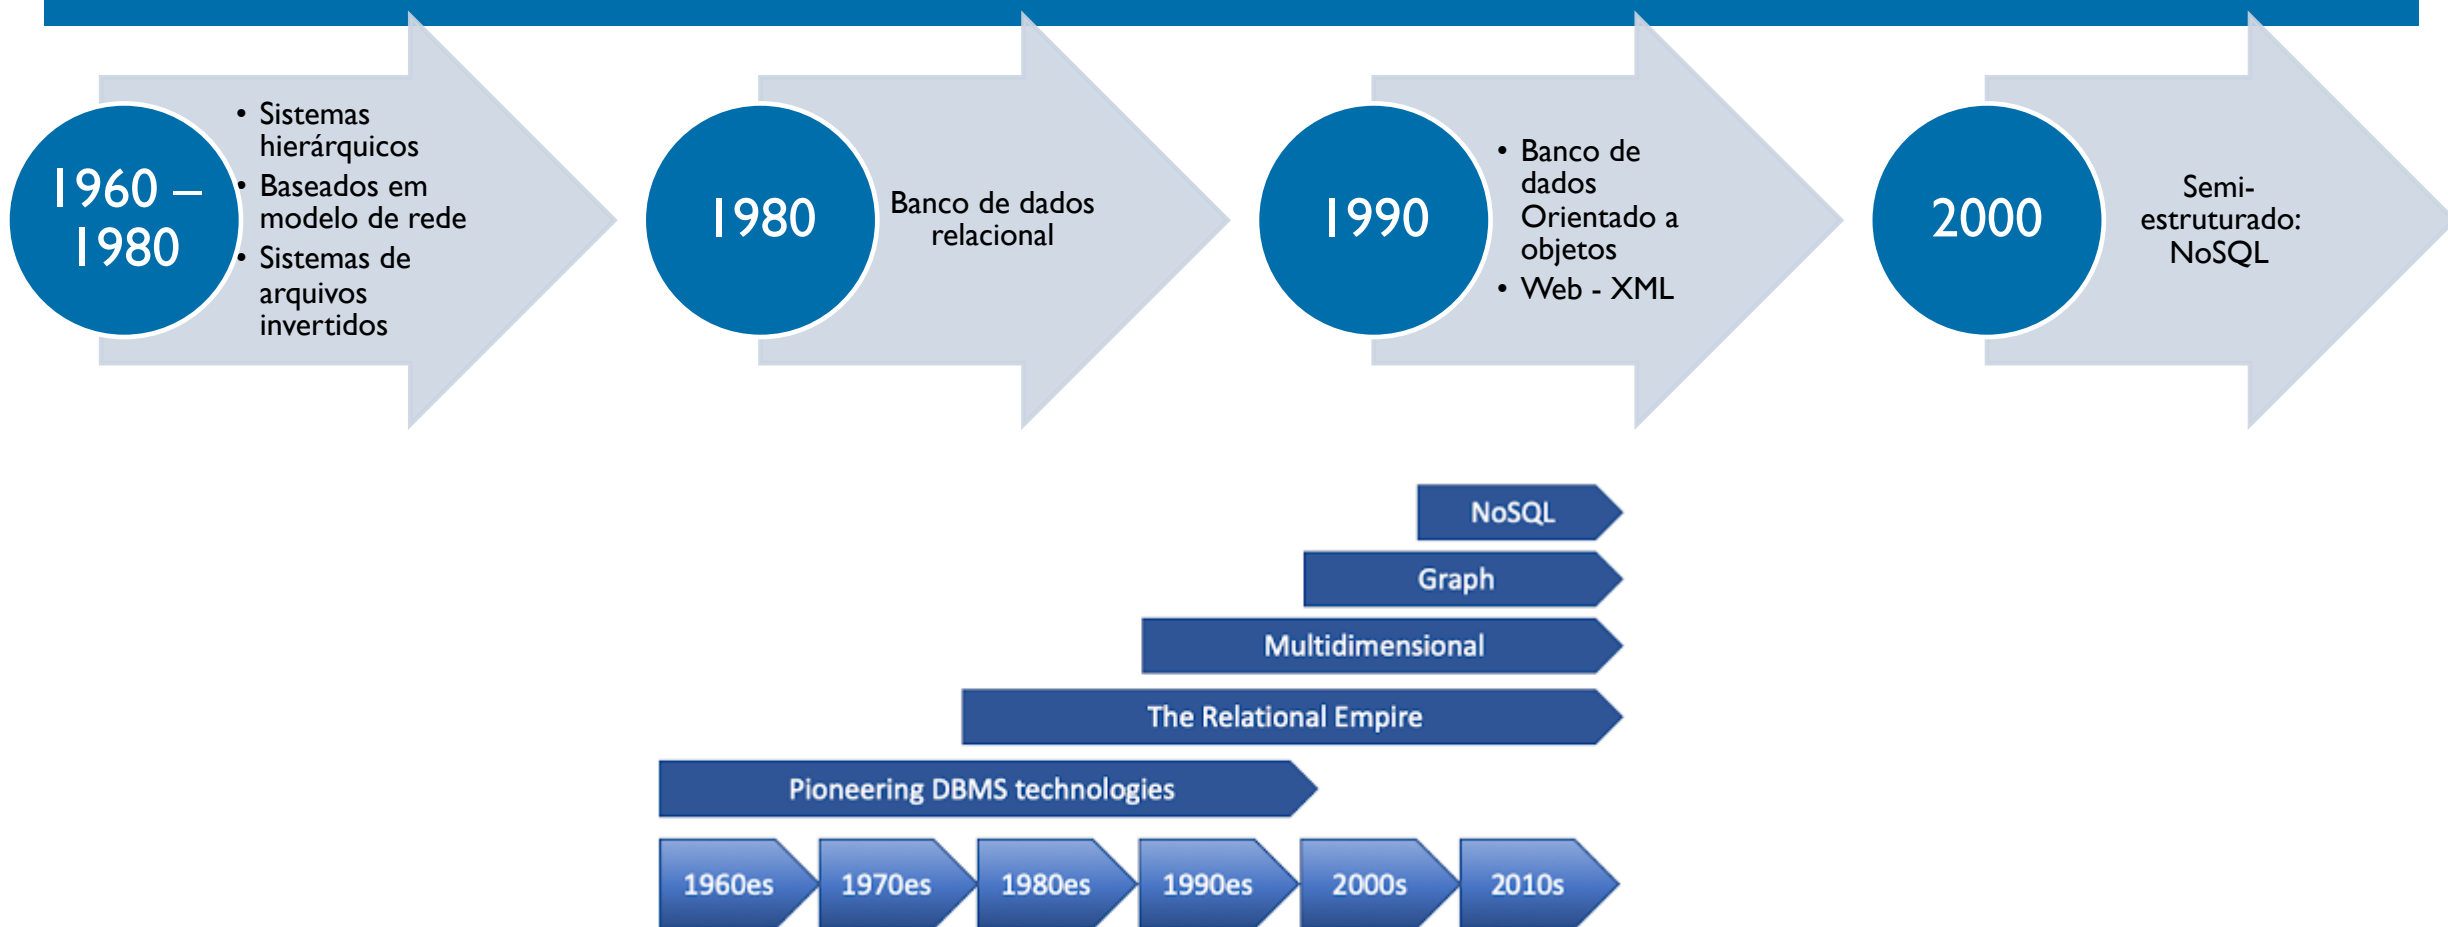 1960 –
1980
• Sistemas
hierárquicos
• Baseados em
modelo de rede
• Sistemas de
arquivos
invertidos
1980
Banco de dados
relacional
1990
• Banco de
dados
Orientado a
objetos
• Web - XML
2000
Semi-
estruturado:
NoSQL
NoSQL
Graph
Multidimensional
The Relational Empire
Pioneering DBMS technologies
1960es
1970es
1980es
1990es
2000s
2010s